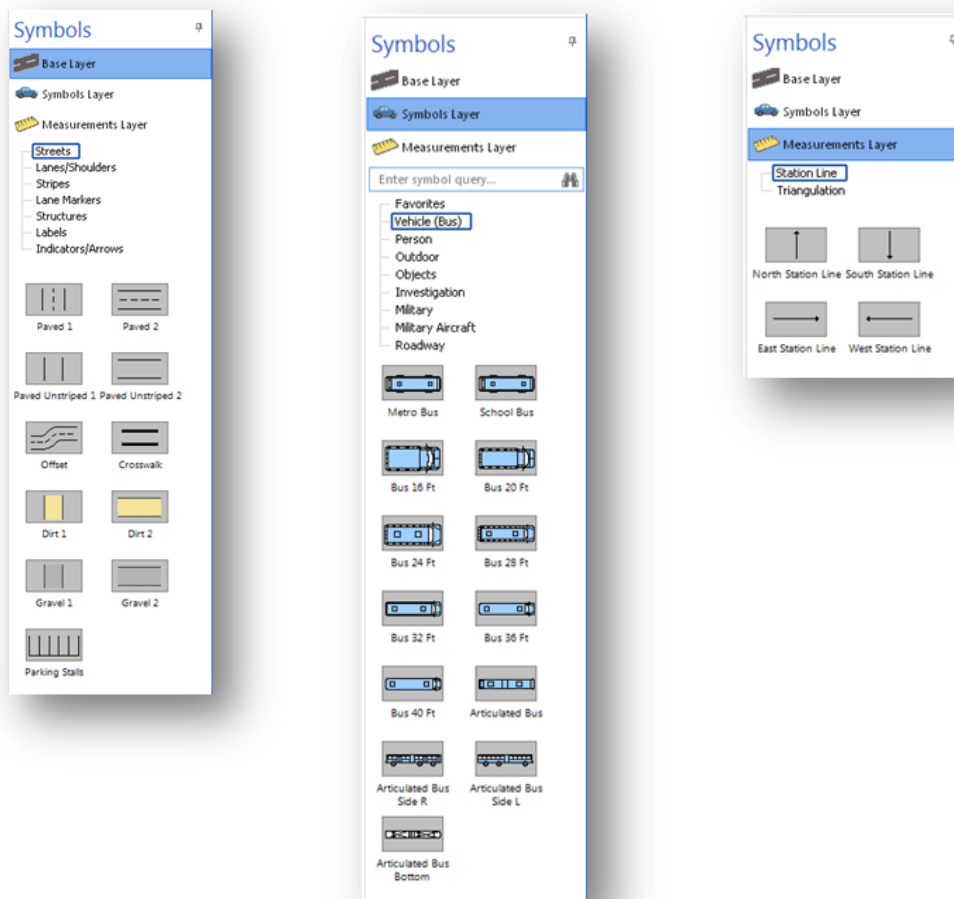 Symbols
Base Layer
Symbols Layer
Measurements Layer
Streets
Lanes/Shoulders
Stripes
Lane Markers
Structures
Labels
Indicators/Arrows
Paved 1
Paved 2
Paved Unstriped 1
Paved Unstriped 2
Offset
Crosswalk
Dirt 1
Dirt 2
Gravel 1
Gravel 2
Parking Stalls
Symbols
Base Layer
Symbols Layer
Measurements Layer
Enter symbol query...
Favorites
Vehicle (Bus)
Person
Outdoor
Objects
Investigation
Military
Military Aircraft
Roadway
Metro Bus
School Bus
Bus 16 Ft
Bus 20 Ft
Bus 24 Ft
Bus 28 Ft
Bus 32 Ft
Bus 36 Ft
Bus 40 Ft
Articulated Bus
Articulated Bus
Side R
Articulated Bus
Side L
Articulated Bus
Bottom
Symbols
Base Layer
Symbols Layer
Measurements Layer
Station Line
Triangulation
North Station Line
South Station Line
East Station Line
West Station Line